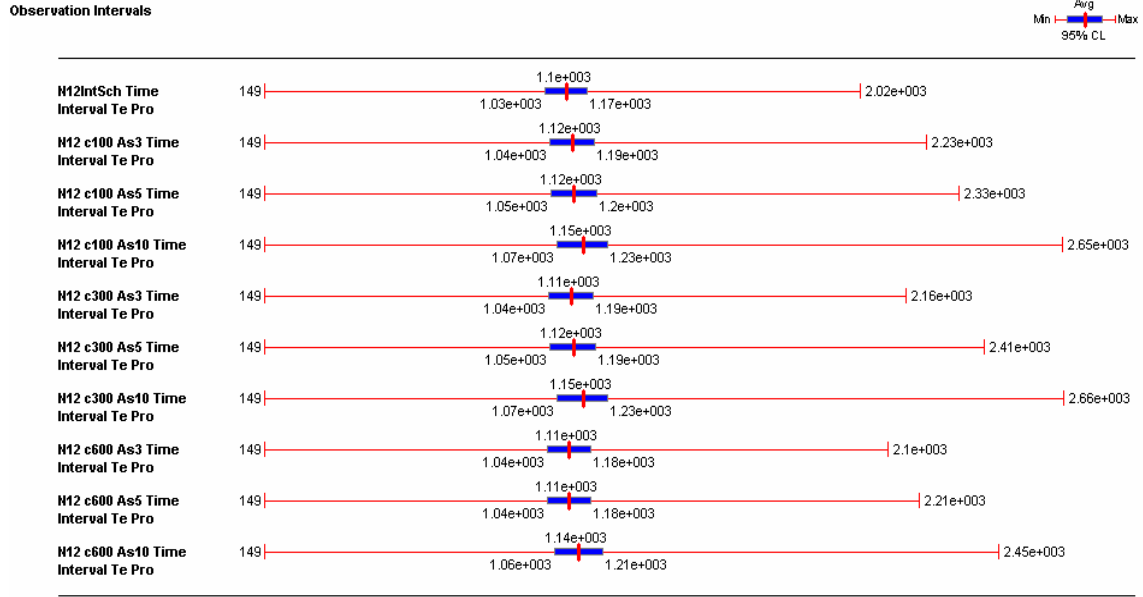 Observation Intervals
Avg
Min Max
95% CL
N12IntSch Time
Interval Te Pro
149 1.1e+003 2.02e+003
1.03e+003 1.17e+003
N12 c100 As3 Time
Interval Te Pro
149 1.12e+003 2.23e+003
1.04e+003 1.19e+003
N12 c100 As5 Time
Interval Te Pro
149 1.12e+003 2.33e+003
1.05e+003 1.2e+003
N12 c100 As10 Time
Interval Te Pro
149 1.15e+003 2.65e+003
1.07e+003 1.23e+003
N12 c300 As3 Time
Interval Te Pro
149 1.11e+003 2.16e+003
1.04e+003 1.19e+003
N12 c300 As5 Time
Interval Te Pro
149 1.12e+003 2.41e+003
1.05e+003 1.19e+003
N12 c300 As10 Time
Interval Te Pro
149 1.15e+003 2.66e+003
1.07e+003 1.23e+003
N12 c600 As3 Time
Interval Te Pro
149 1.11e+003 2.1e+003
1.04e+003 1.18e+003
N12 c600 As5 Time
Interval Te Pro
149 1.11e+003 2.21e+003
1.04e+003 1.18e+003
N12 c600 As10 Time
Interval Te Pro
149 1.14e+003 2.45e+003
1.06e+003 1.21e+003